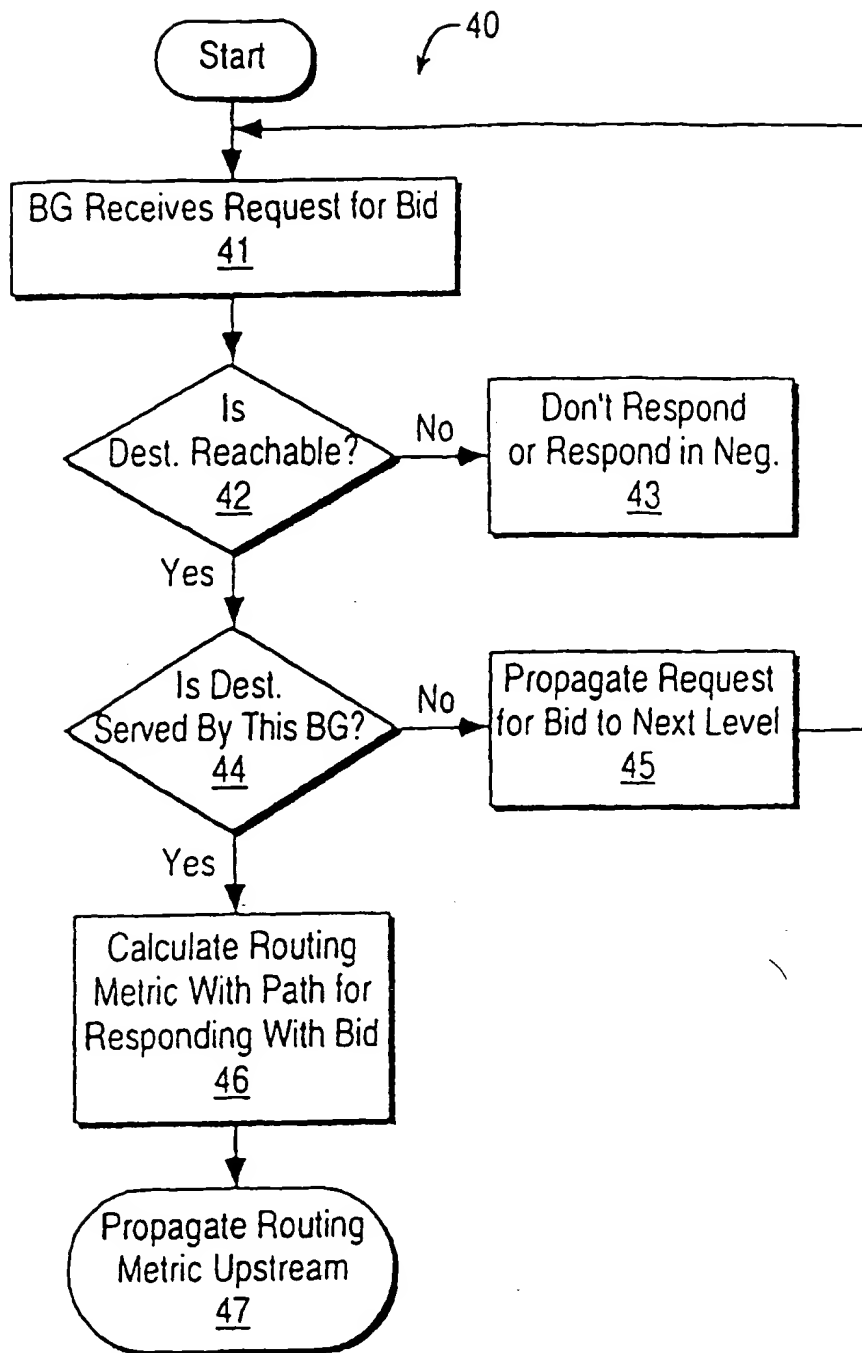 Start
40
BG Receives Request for Bid
41
Is
Dest. Reachable?
42
No
Don't Respond
or Respond in Neg.
43
Yes
Is Dest.
Served By This BG?
44
No
Propagate Request
for Bid to Next Level
45
Yes
Calculate Routing
Metric With Path for
Responding With Bid
46
Propagate Routing
Metric Upstream
47